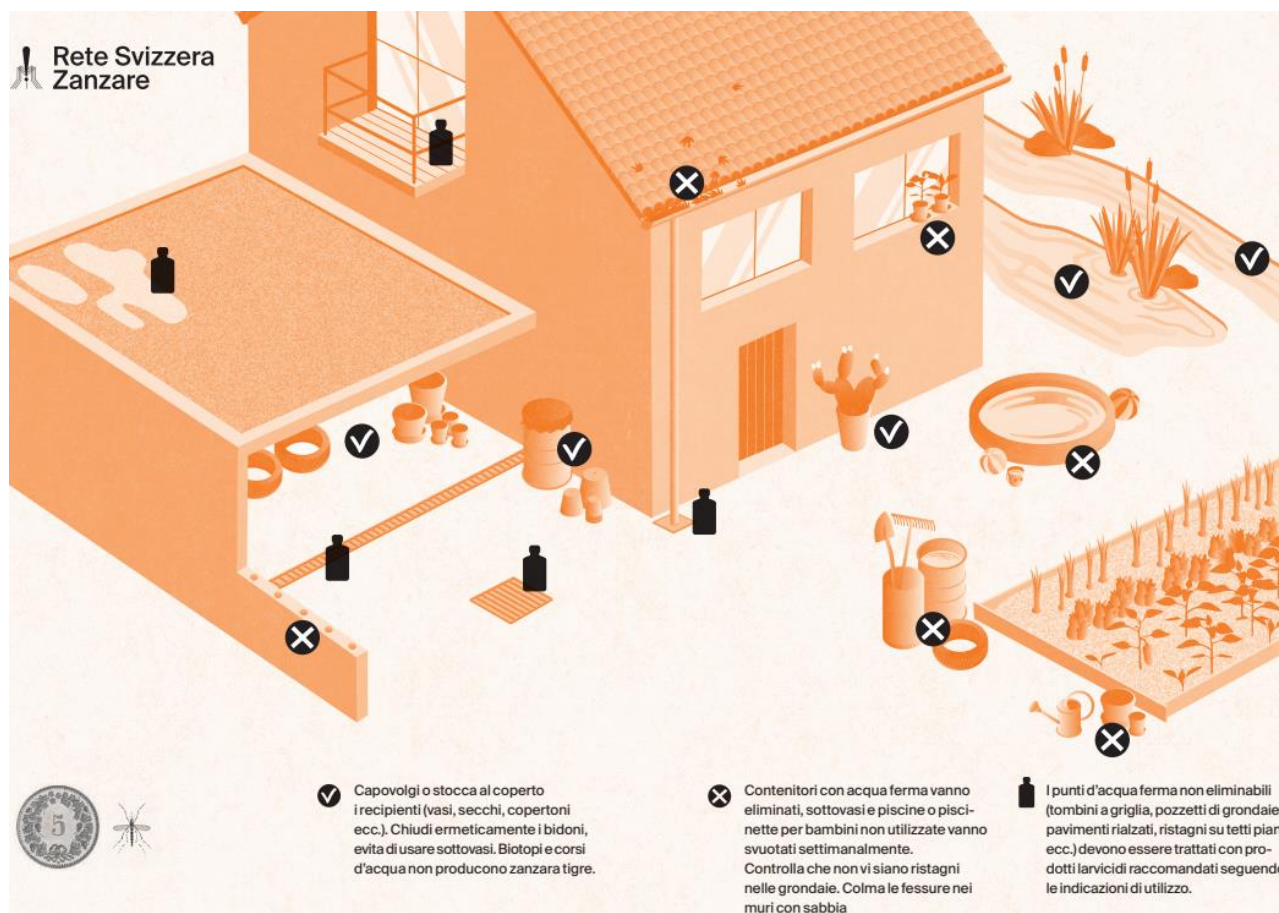 Rete Svizzera
Zanzare
5
Capovolgi o stocca al coperto
i recipienti (vasi, secchi, copertoni
ecc.). Chiudi ermeticamente i bidoni,
evita di usare sottovasi. Biotopi e corsi
d'acqua non producono zanzara tigre.
Contenitori con acqua ferma vanno
eliminati, sottovasi e piscine o pisci-
nette per bambini non utilizzate vanno
svuotati settimanalmente.
Controlla che non vi siano ristagni
nelle grondaie. Colma le fessure nei
muri con sabbia
I punti d'acqua ferma non eliminabili
(tombini a griglia, pozzetti di grondaie
pavimenti rialzati, ristagni su tetti pian
ecc.) devono essere trattati con pro-
dotti larvicidi raccomandati seguendo
le indicazioni di utilizzo.